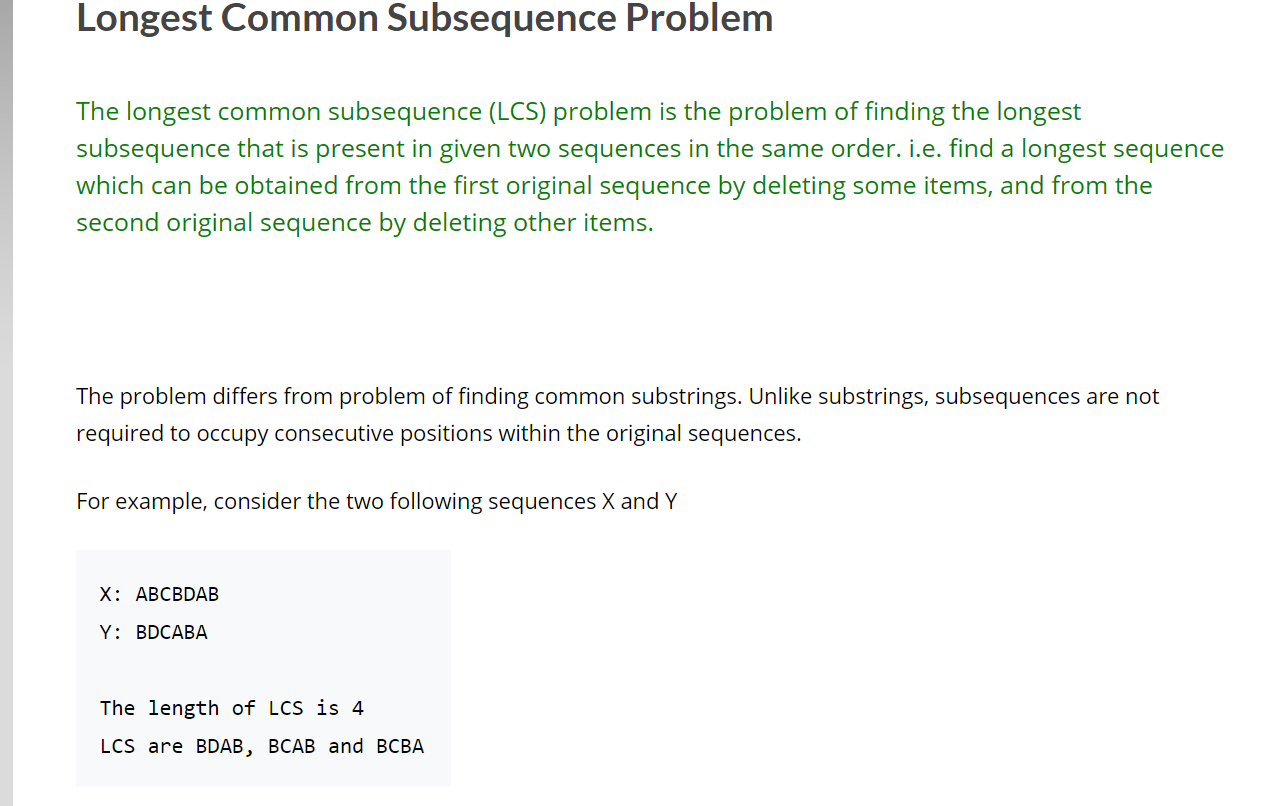 Longest Common Subsequence Problem
The longest common subsequence (LCS) problem is the problem of finding the longest
subsequence that is present in given two sequences in the same order. i.e. find a longest sequence
which can be obtained from the first original sequence by deleting some items, and from the
second original sequence by deleting other items.
The problem differs from problem of finding common substrings. Unlike substrings, subsequences are not
required to occupy consecutive positions within the original sequences.
For example, consider the two following sequences X and Y
X: ABCBDAB
Y: BDCABA
The length of LCS is 4
LCS are BDAB, BCAB and BCBA